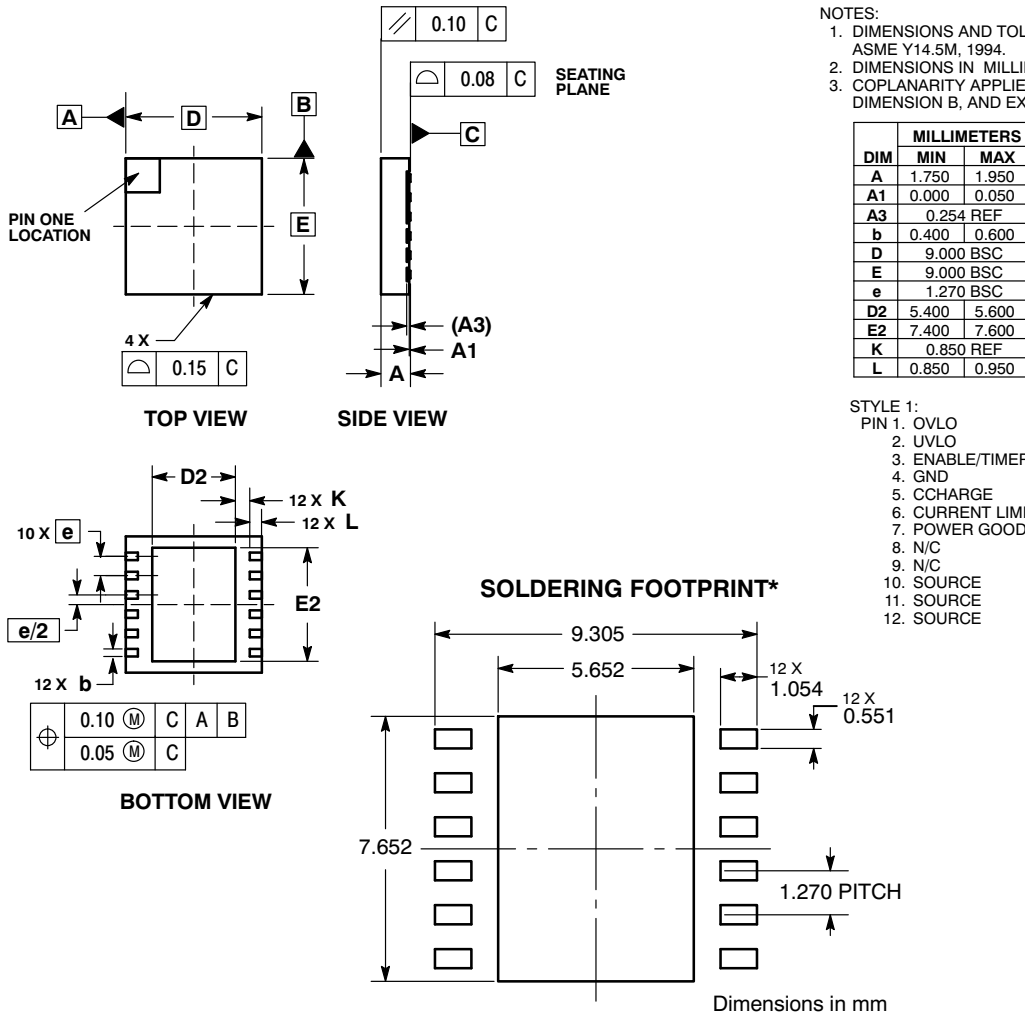 0.10 C
0.08 C
SEATING
PLANE
A
D
B
C
PIN ONE
LOCATION
E
4 X
0.15 C
(A3)
A1
A
TOP VIEW
SIDE VIEW
NOTES:
1. DIMENSIONS AND TOL
ASME Y14.5M, 1994.
2. DIMENSIONS IN MILLI
3. COPLANARITY APPLIE
DIMENSION B, AND EX
MILLIMETERS
DIM MIN MAX
A 1.750 1.950
A1 0.000 0.050
A3 0.254 REF
b 0.400 0.600
D 9.000 BSC
E 9.000 BSC
e 1.270 BSC
D2 5.400 5.600
E2 7.400 7.600
K 0.850 REF
L 0.850 0.950
STYLE 1:
PIN 1. OVLO
2. UVLO
3. ENABLE/TIMER
4. GND
5. CCHARGE
6. CURRENT LIMI
7. POWER GOOD
8. N/C
9. N/C
10. SOURCE
11. SOURCE
12. SOURCE
D2
12 X K
12 X L
10 X e
E2
e/2
12 X b
0.10 Ⓜ C A B
0.05 Ⓜ C
BOTTOM VIEW
SOLDERING FOOTPRINT*
9.305
5.652
12 X
1.054
12 X
0.551
7.652
1.270 PITCH
Dimensions in mm